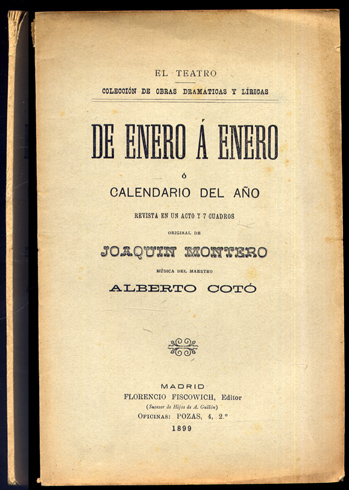 EL TEATRO
COLECCIÓN DE OBRAS DRAMÁTICAS Y LÍRICAS
DE ENERO Á ENERO
Ó
CALENDARIO DEL AÑO
REVISTA EN UN ACTO Y 7 CUADROS
ORIGINAL DE
JOAQUIN MONTERO
MÚSICA DEL MAESTRO
ALBERTO COTÓ
MADRID
FLORENCIO FISCOWICH, Editor
(Sucesor de Hijos de A. Gullón)
OFICINAS: POZAS, 4, 2.º
1899